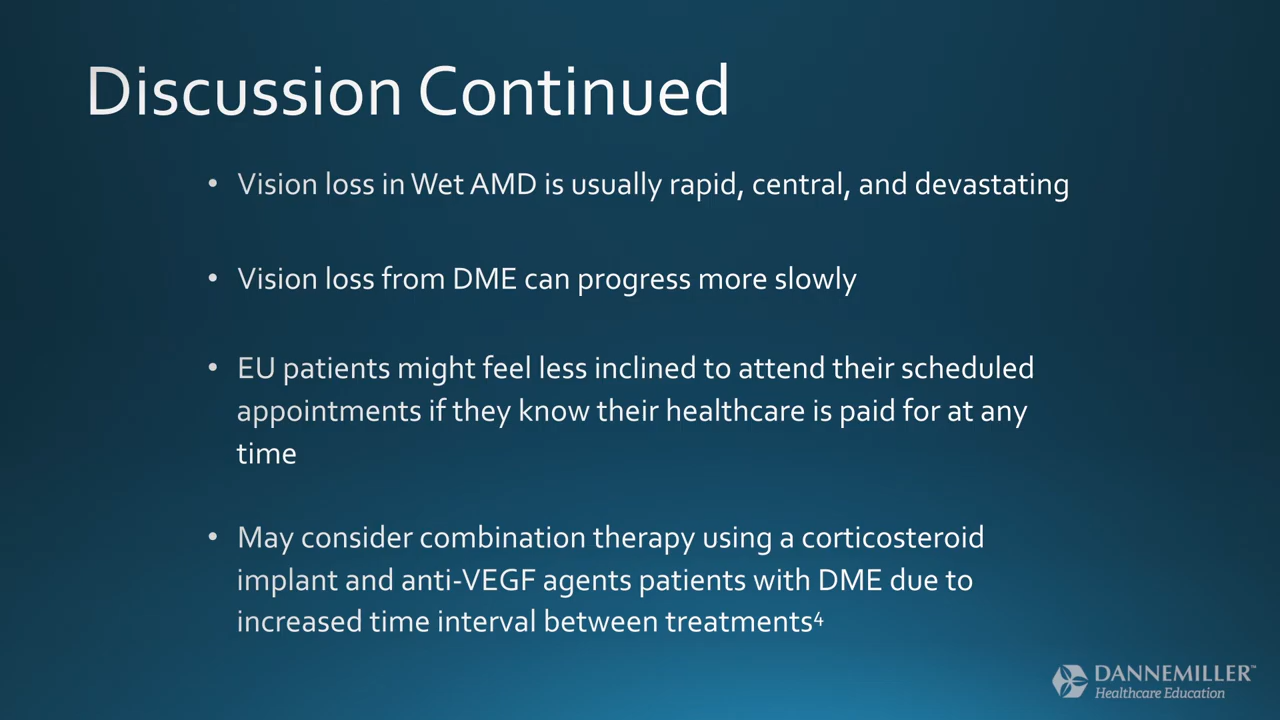 Discussion Continued
• Vision loss in Wet AMD is usually rapid, central, and devastating
• Vision loss from DME can progress more slowly
• EU patients might feel less inclined to attend their scheduled
appointments if they know their healthcare is paid for at any
time
• May consider combination therapy using a corticosteroid
implant and anti-VEGF agents patients with DME due to
increased time interval between treatments⁴
DANNEMILLER™
Healthcare Education